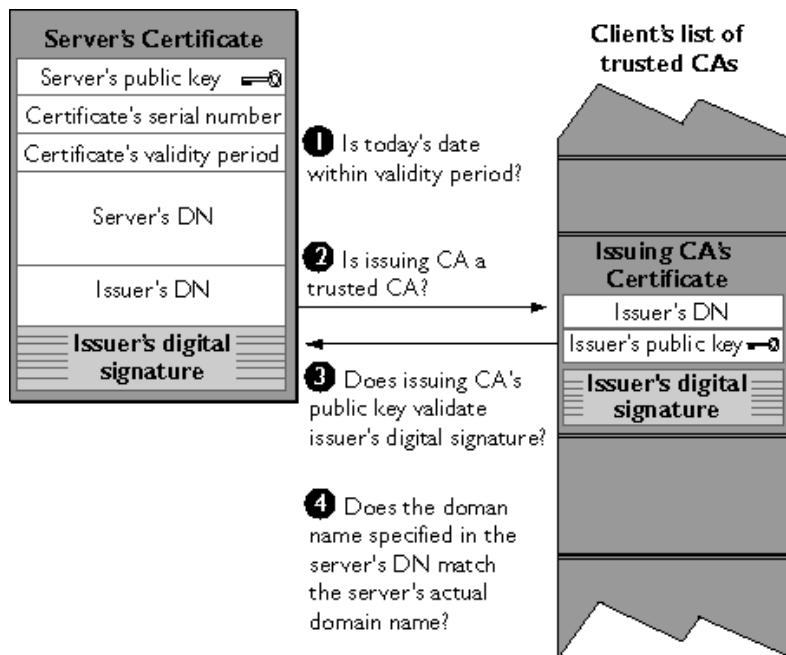 Server's Certificate
Server's public key
Certificate's serial number
Certificate's validity period
Server's DN
Issuer's DN
Issuer's digital
signature
1 Is today's date
within validity period?
2 Is issuing CA a
trusted CA?
3 Does issuing CA's
public key validate
issuer's digital signature?
4 Does the doman
name specified in the
server's DN match
the server's actual
domain name?
Client's list of
trusted CAs
Issuing CA's
Certificate
Issuer's DN
Issuer's public key
Issuer's digital
signature